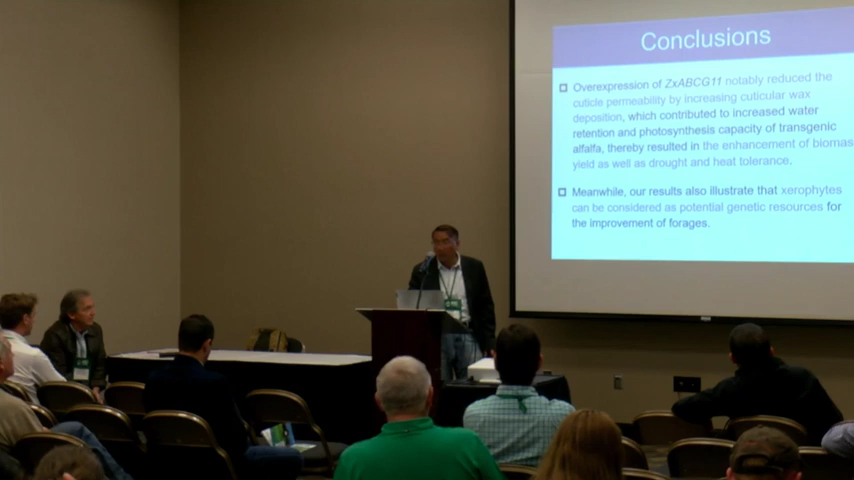 Conclusions
Overexpression of ZxABCG11 notably reduced the
cuticle permeability by increasing cuticular wax
deposition, which contributed to increased water
retention and photosynthesis capacity of transgenic
alfalfa, thereby resulted in the enhancement of biomas
yield as well as drought and heat tolerance.
Meanwhile, our results also illustrate that xerophytes
can be considered as potential genetic resources for
the improvement of forages.